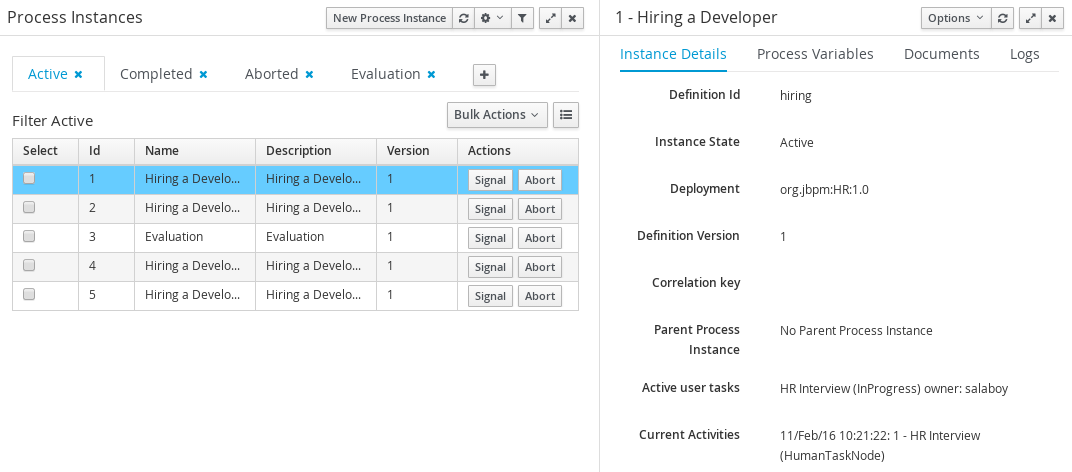 Process Instances
New Process Instance
Active
Completed
Aborted
Evaluation
Filter Active
Bulk Actions
Select Id Name Description Version Actions
1 Hiring a Develo... Hiring a Develo... 1 Signal Abort
2 Hiring a Develo... Hiring a Develo... 1 Signal Abort
3 Evaluation Evaluation 1 Signal Abort
4 Hiring a Develo... Hiring a Develo... 1 Signal Abort
5 Hiring a Develo... Hiring a Develo... 1 Signal Abort
1 - Hiring a Developer
Options
Instance Details Process Variables Documents Logs
Definition Id hiring
Instance State Active
Deployment org.jbpm:HR:1.0
Definition Version 1
Correlation key
Parent Process No Parent Process Instance
Instance
Active user tasks HR Interview (InProgress) owner: salaboy
Current Activities 11/Feb/16 10:21:22: 1 - HR Interview
(HumanTaskNode)